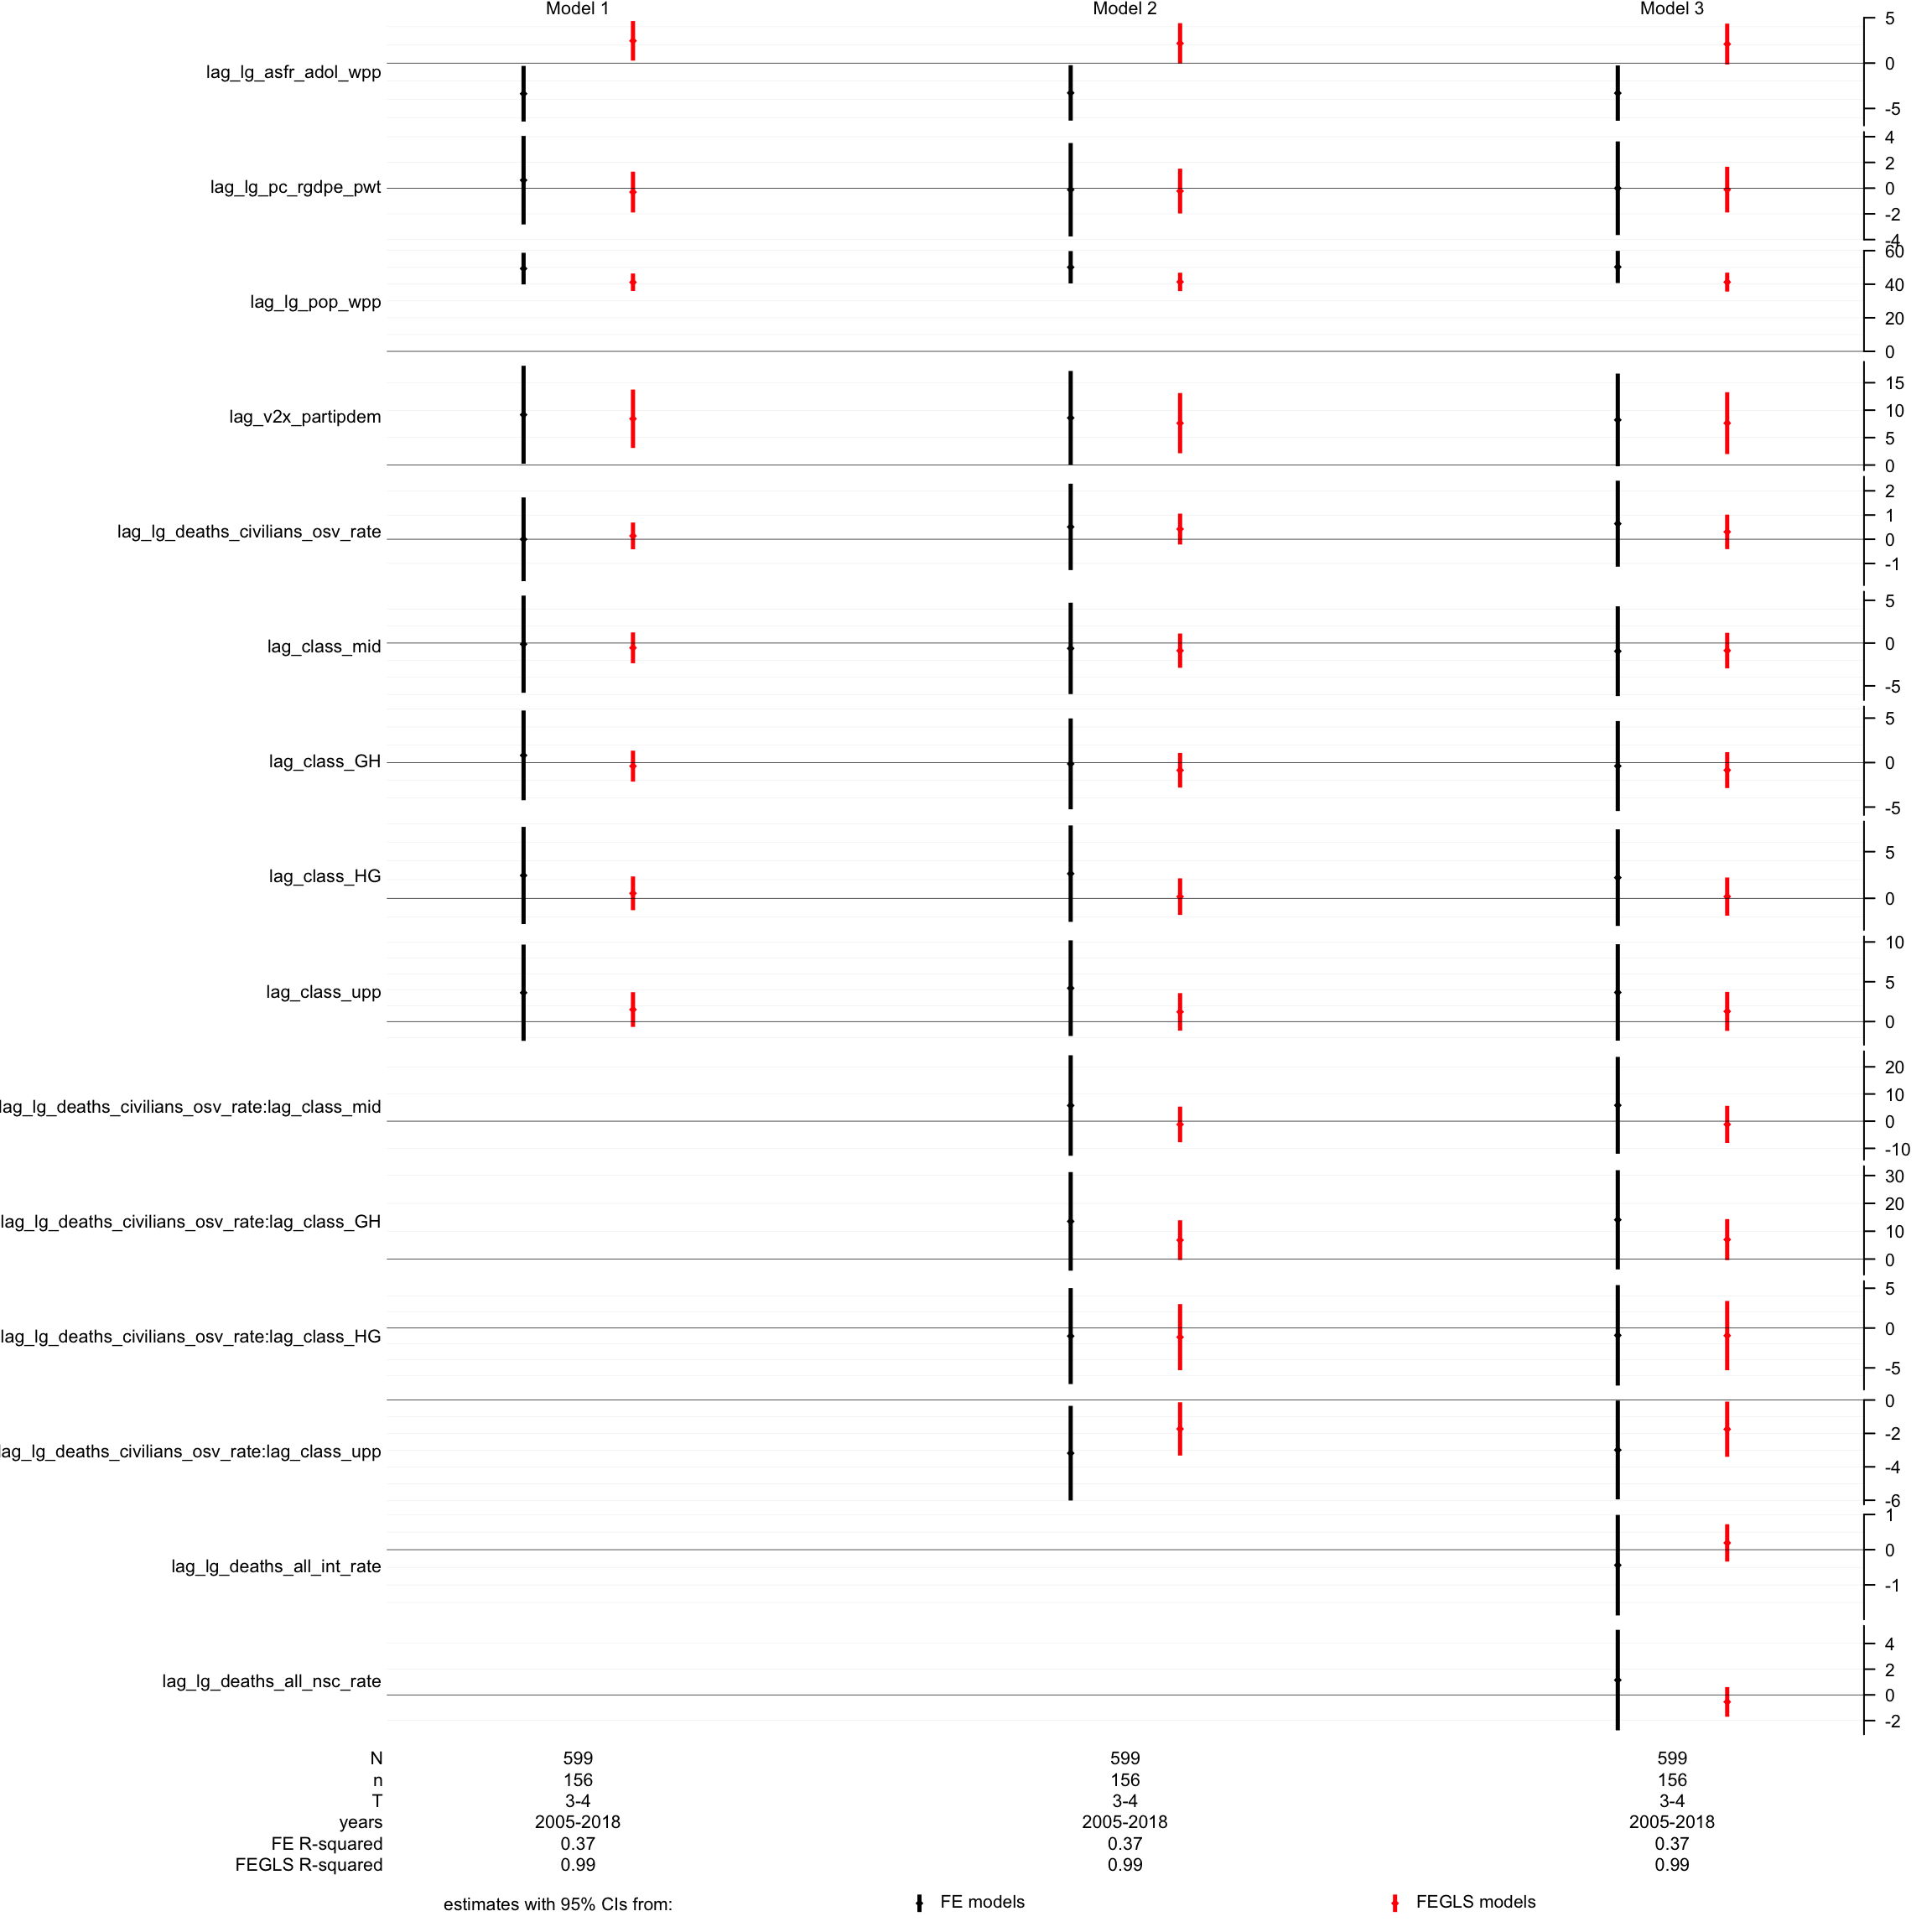 Model 1 Model 2 Model 3
lag_lg_asfr_adol_wpp
5
0
-5
lag_lg_pc_rgdpe_pwt
4
2
0
-2
-4
lag_lg_pop_wpp
60
40
20
0
lag_v2x_partipdem
15
10
5
0
lag_lg_deaths_civilians_osv_rate
2
1
0
-1
lag_class_mid
5
0
-5
lag_class_GH
5
0
-5
lag_class_HG
5
0
lag_class_upp
10
5
0
lag_lg_deaths_civilians_osv_rate:lag_class_mid
20
10
0
-10
lag_lg_deaths_civilians_osv_rate:lag_class_GH
30
20
10
0
lag_lg_deaths_civilians_osv_rate:lag_class_HG
5
0
-5
lag_lg_deaths_civilians_osv_rate:lag_class_upp
0
-2
-4
-6
lag_lg_deaths_all_int_rate
1
0
-1
lag_lg_deaths_all_nsc_rate
4
2
0
-2
N 599 599 599
n 156 156 156
T 3-4 3-4 3-4
years 2005-2018 2005-2018 2005-2018
FE R-squared 0.37 0.37 0.37
FEGLS R-squared 0.99 0.99 0.99
estimates with 95% CIs from: FE models FEGLS models